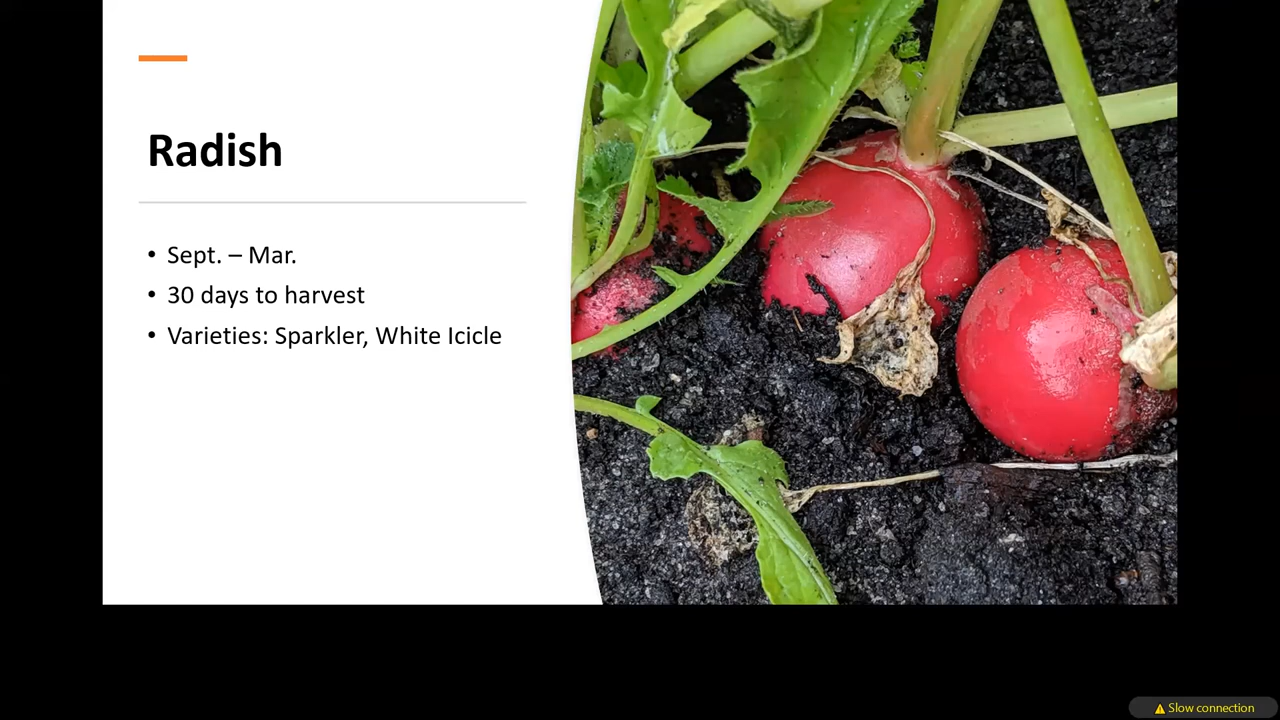 Radish
• Sept. – Mar.
• 30 days to harvest
• Varieties: Sparkler, White Icicle
Slow connection